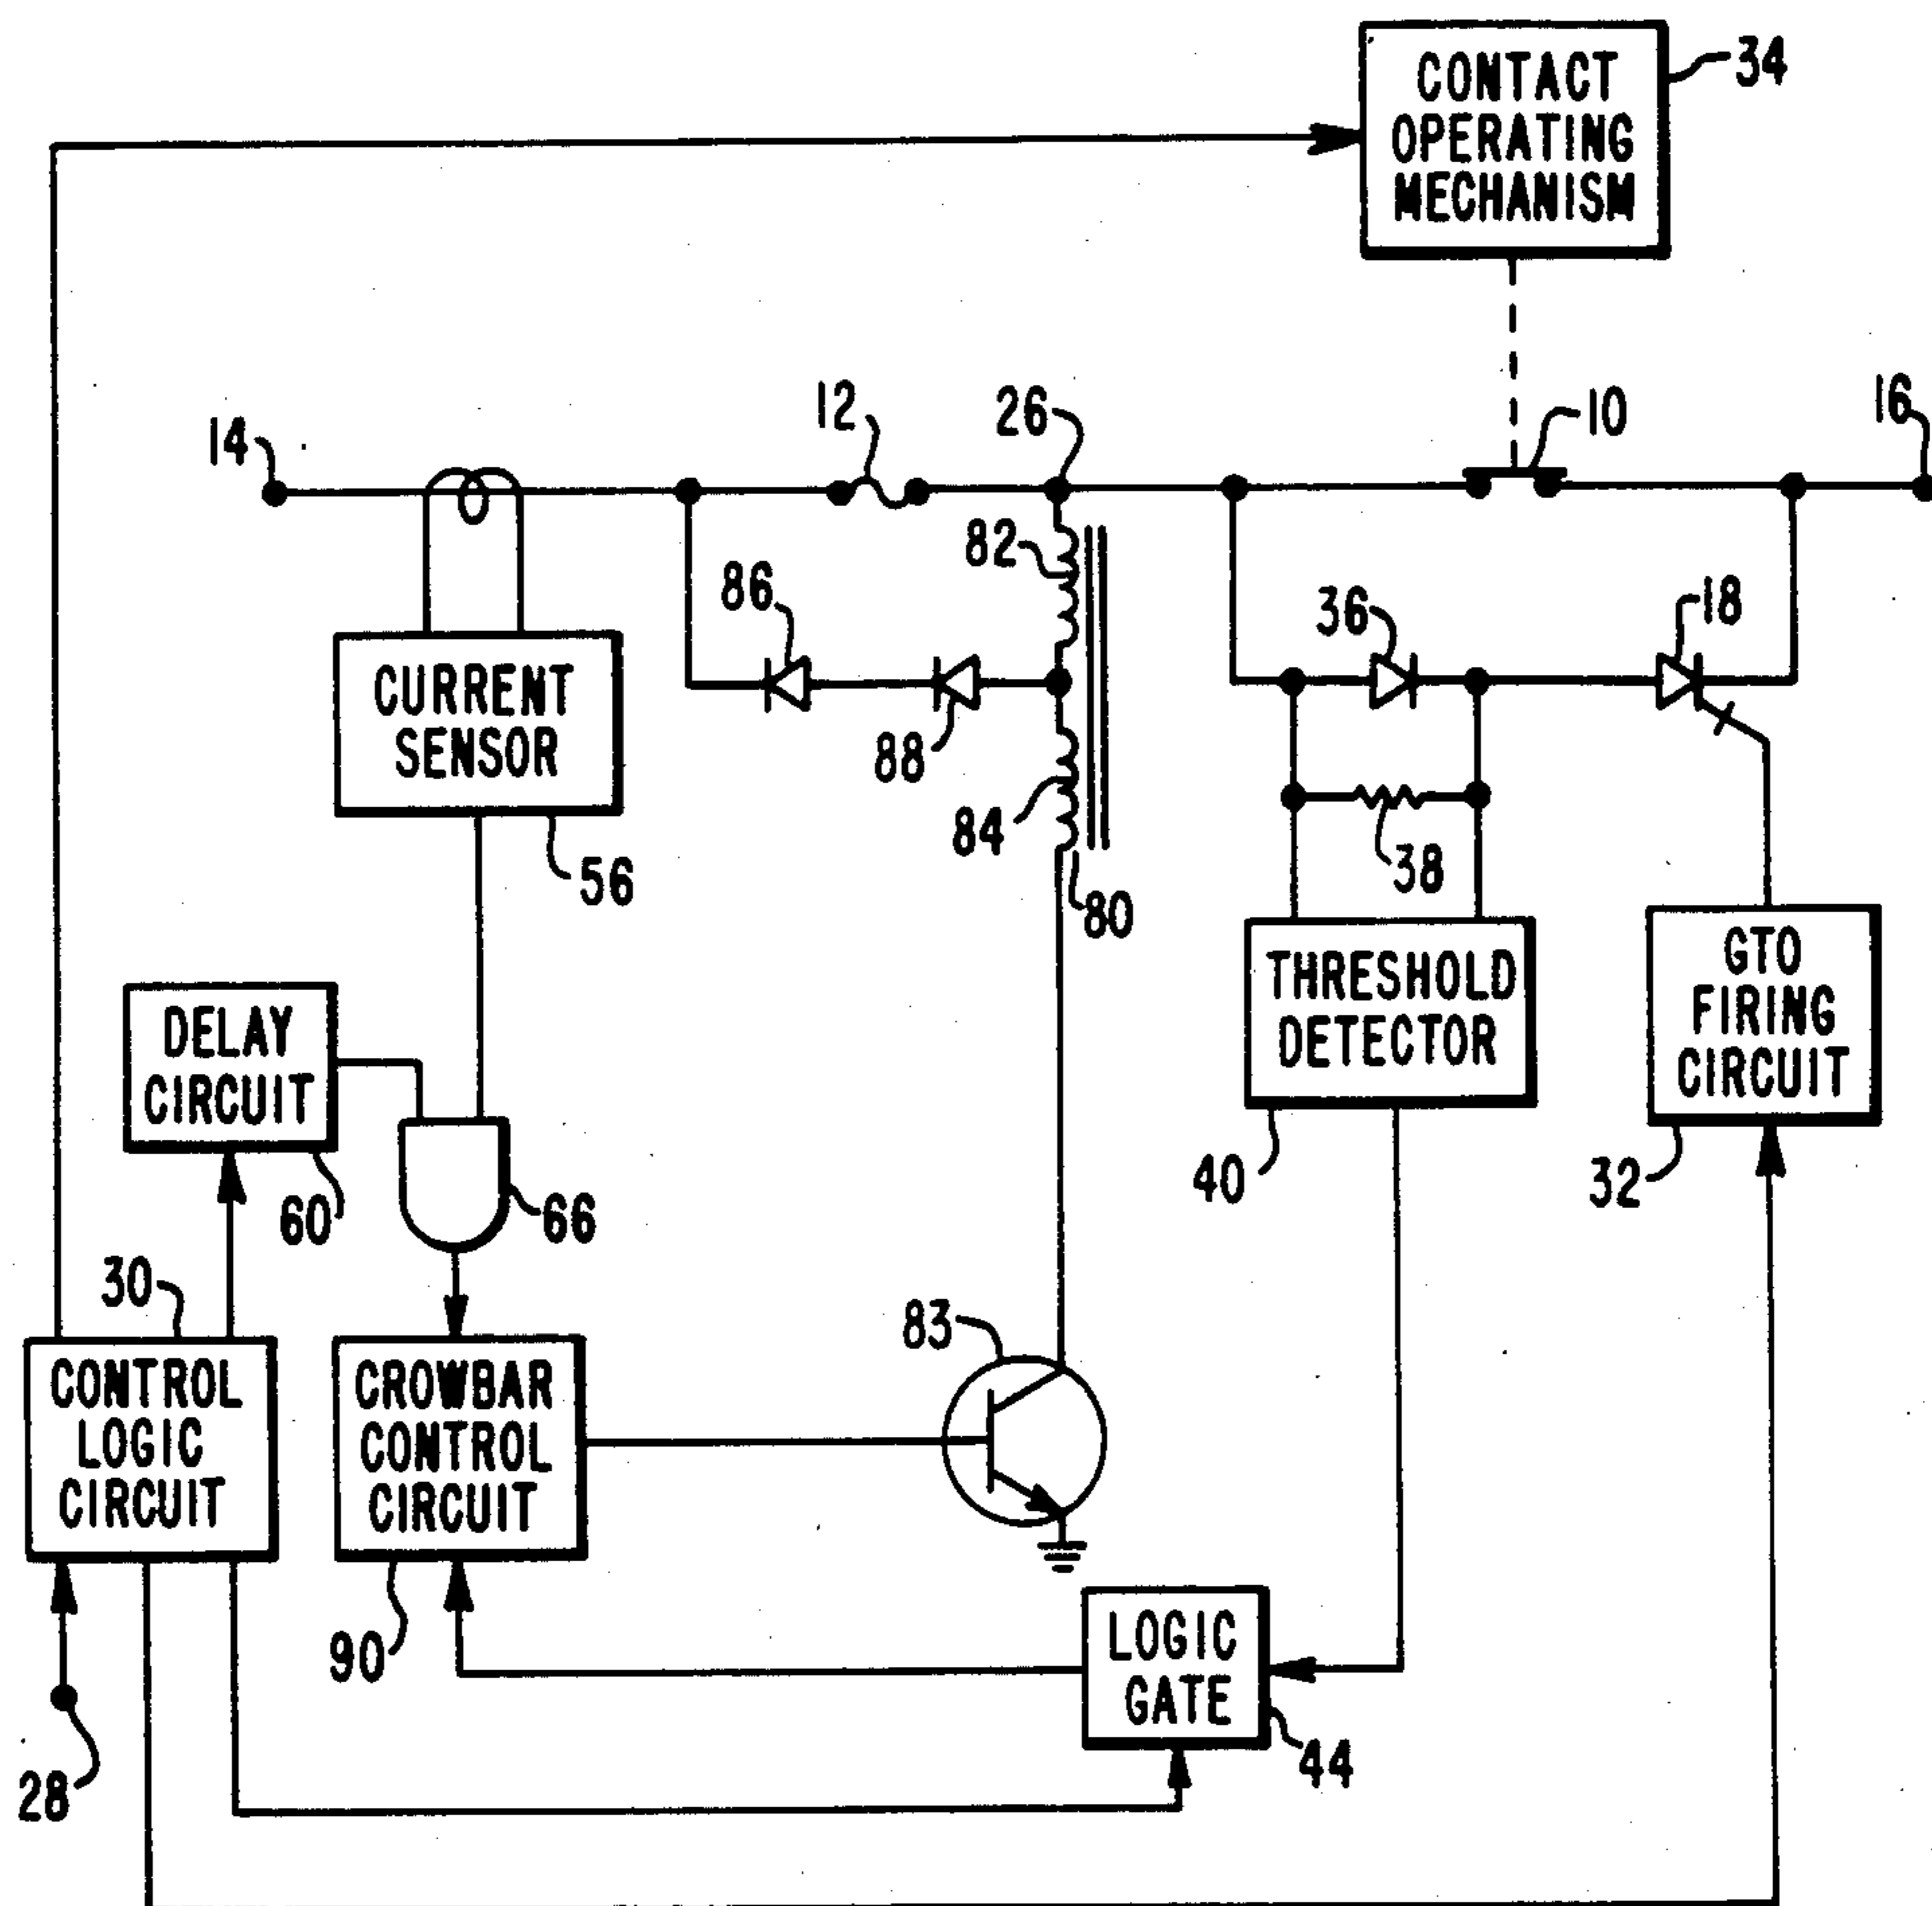 CONTACT
OPERATING
MECHANISM
34
14
12
26
10
16
82
86
36
18
CURRENT
SENSOR
88
84
38
56
80
DELAY
CIRCUIT
THRESHOLD
DETECTOR
GTO
FIRING
CIRCUIT
60
66
40
32
30
83
CONTROL
LOGIC
CIRCUIT
CROWBAR
CONTROL
CIRCUIT
90
LOGIC
GATE
28
44